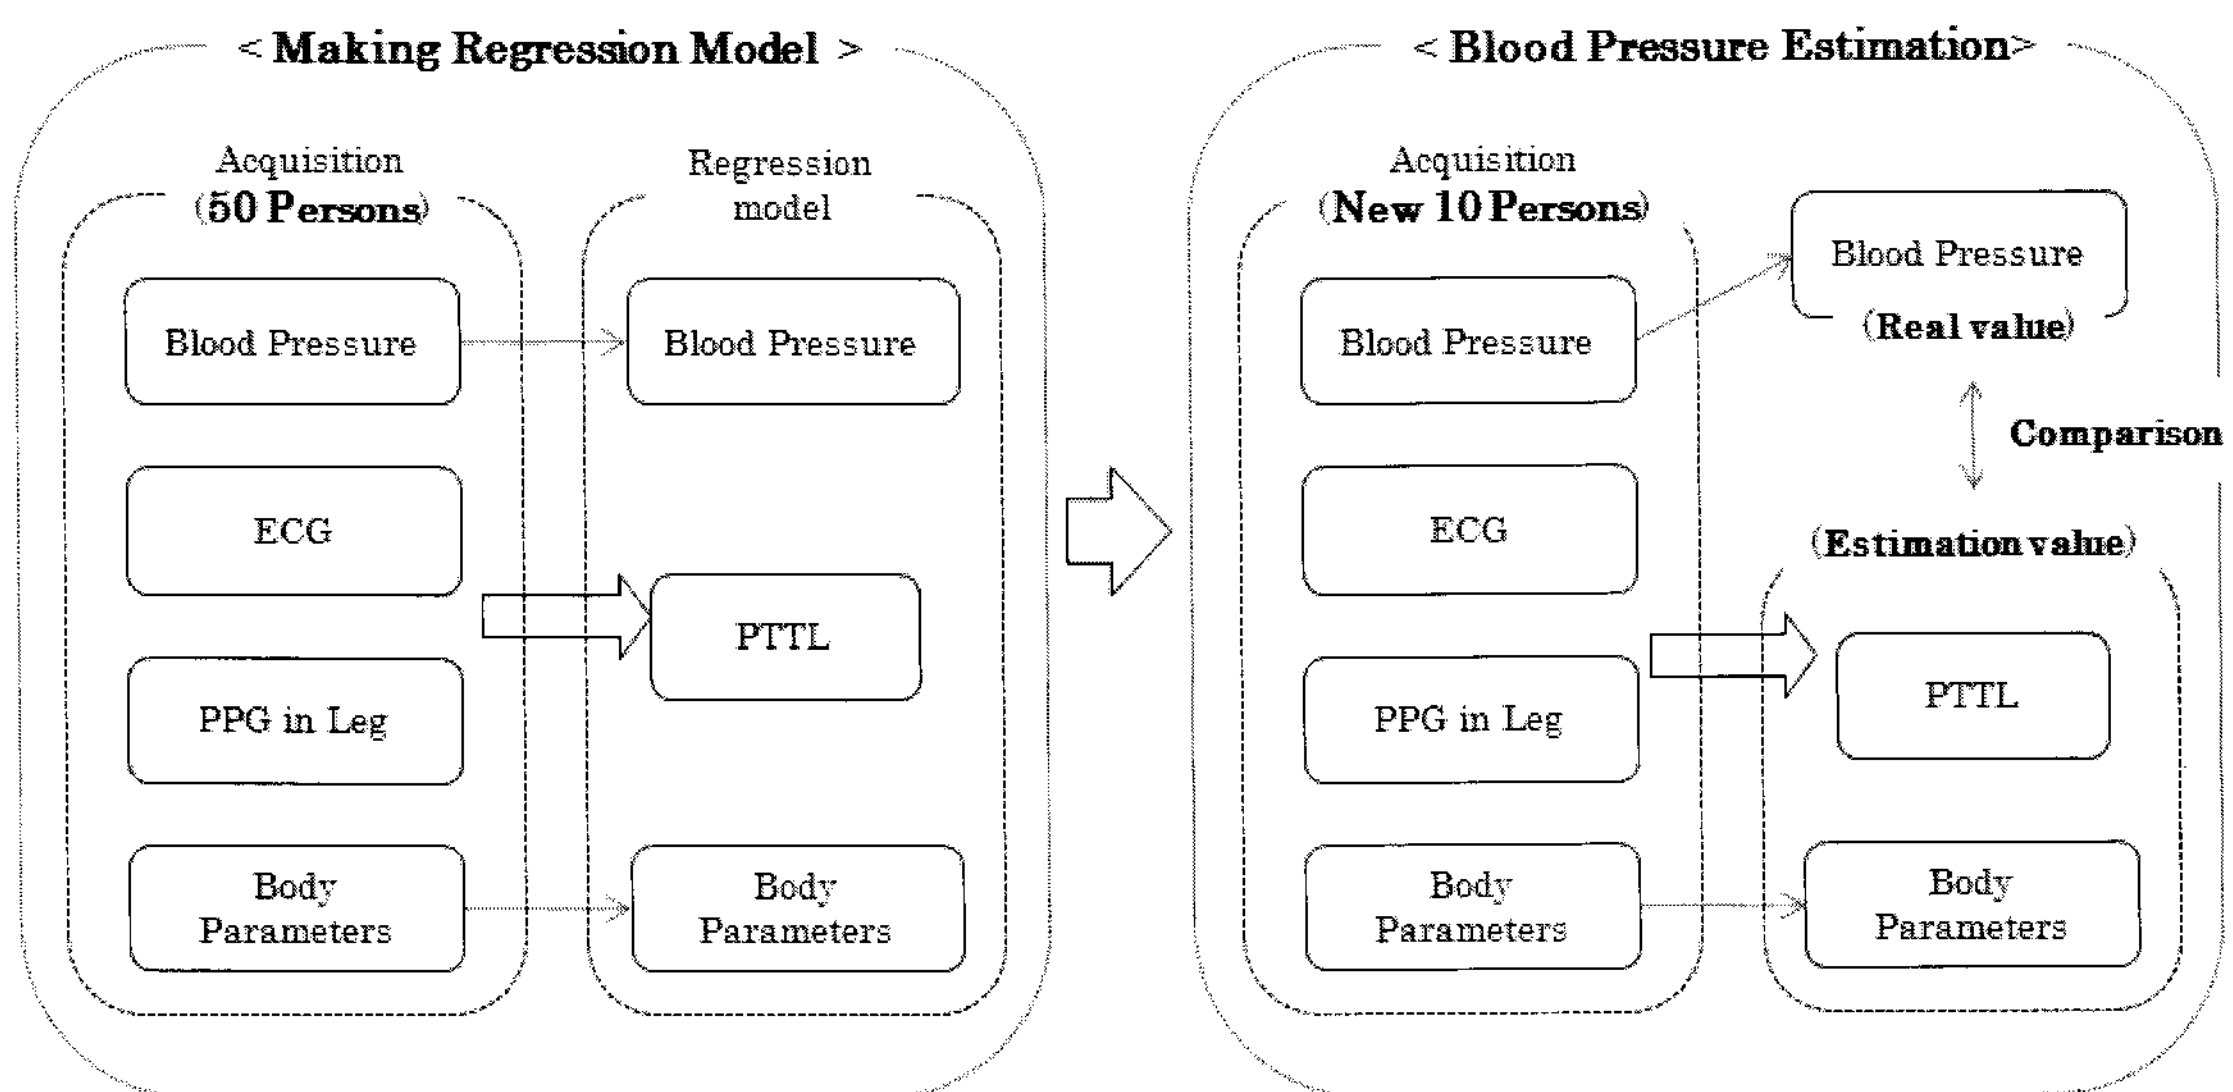 < Making Regression Model >
Acquisition
(50 Persons)
Blood Pressure
ECG
PPG in Leg
Body
Parameters
Regression
model
Blood Pressure
PTTL
Body
Parameters
< Blood Pressure Estimation>
Acquisition
(New 10 Persons)
Blood Pressure
ECG
PPG in Leg
Body
Parameters
Blood Pressure
(Real value)
Comparison
(Estimation value)
PTTL
Body
Parameters